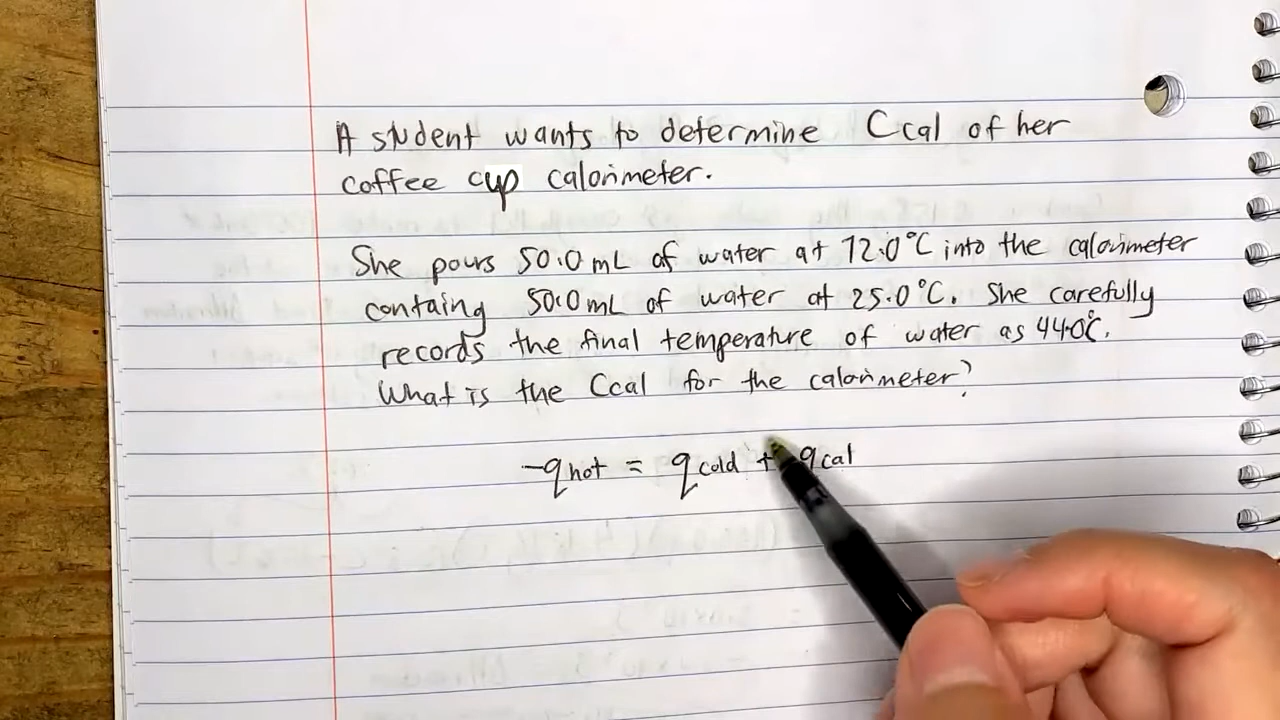 A student wants to determine Ccal of her
coffee cup calorimeter.
She pours 50.0 mL of water at 72.0°C into the calorimeter
containg 50.0 mL of water at 25.0°C. She carefully
records the final temperature of water as 44.0°C.
What is the Ccal for the calorimeter?
-qhot = qcold + qcal